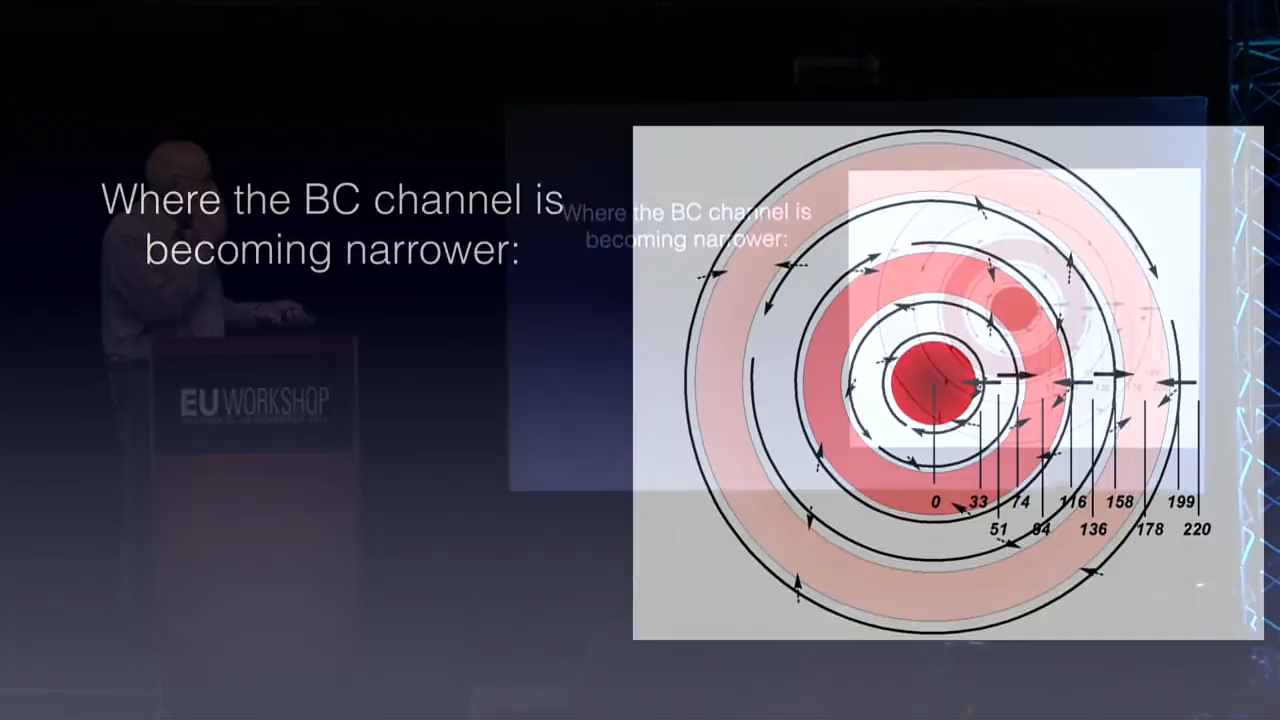 Where the BC channel is
becoming narrower:
Where the BC channel is
becoming narrower:
EU WORKSHOP
0 33 74 116 158 199
51 94 136 178 220